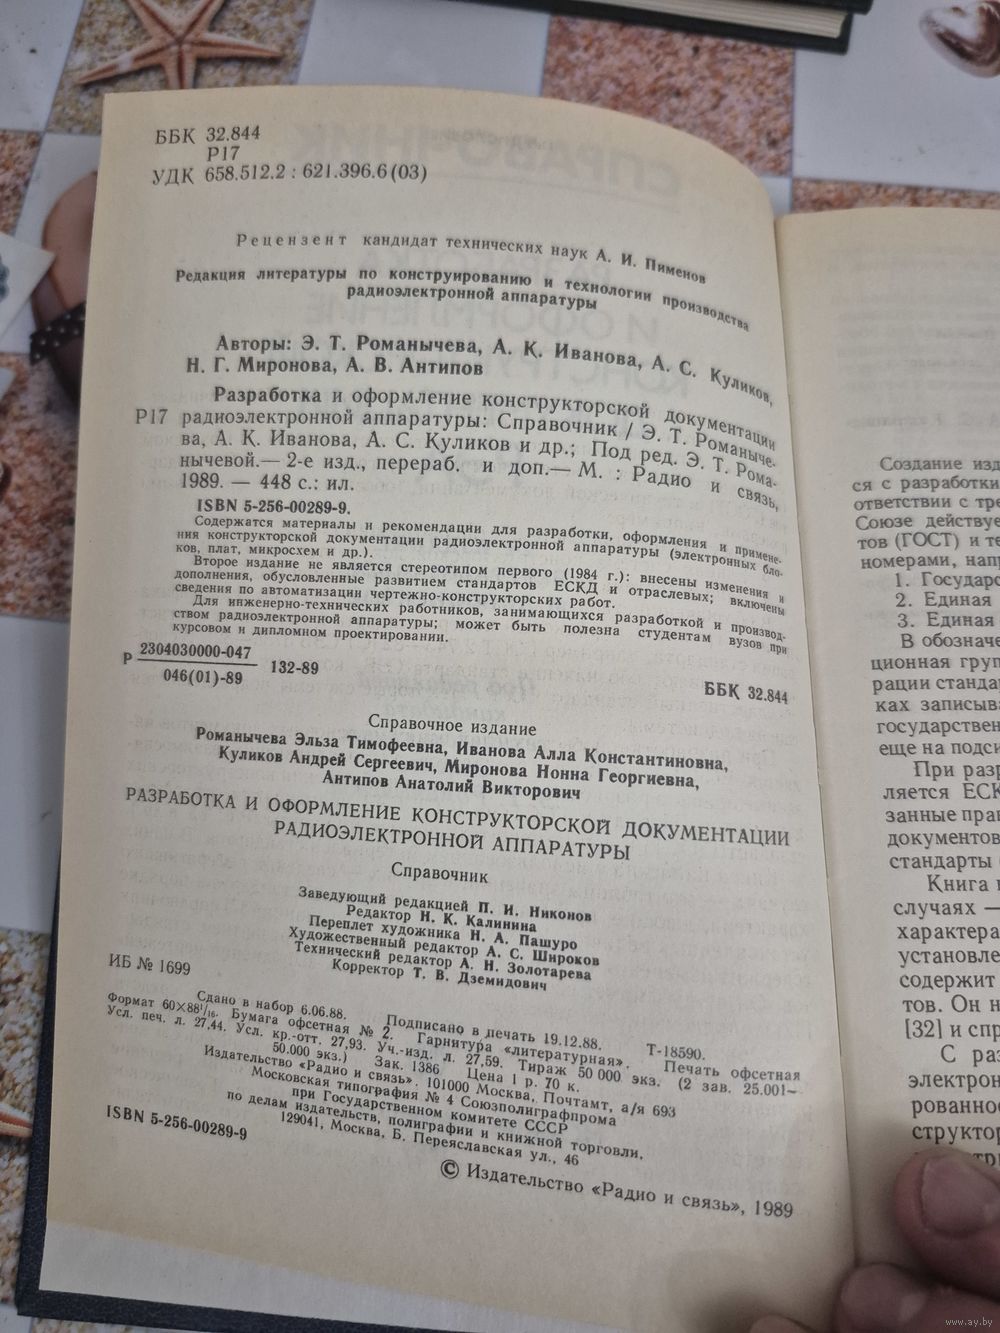 ББК 32.844
Р17
УДК 658.512.2 : 621.396.6 (03)
Рецензент кандидат технических наук А. И. Пименов
Редакция литературы по конструированию и технологии производства
радиоэлектронной аппаратуры
Авторы: Э. Т. Романычева, А. К. Иванова, А. С. Куликов,
Н. Г. Миронова, А. В. Антипов
Разработка и оформление конструкторской документации
Р17 радиоэлектронной аппаратуры: Справочник / Э. Т. Романыче-
ва, А. К. Иванова, А. С. Куликов и др.; Под ред. Э. Т. Рома-
нычевой.— 2-е изд., перераб. и доп.— М. : Радио и связь,
1989. — 448 с.: ил.
ISBN 5-256-00289-9.
Содержатся материалы и рекомендации для разработки, оформления и примене-
ния конструкторской документации радиоэлектронной аппаратуры (электронных бло-
ков, плат, микросхем и др.).
Второе издание не является стереотипом первого (1984 г.): внесены изменения и
дополнения, обусловленные развитием стандартов ЕСКД и отраслевых; включены
сведения по автоматизации чертежно-конструкторских работ.
Для инженерно-технических работников, занимающихся разработкой и производ-
ством радиоэлектронной аппаратуры; может быть полезна студентам вузов при
курсовом и дипломном проектировании.
Р 2304030000-047
046(01)-89 132-89
ББК 32.844
Справочное издание
Романычева Эльза Тимофеевна, Иванова Алла Константиновна,
Куликов Андрей Сергеевич, Миронова Нонна Георгиевна,
Антипов Анатолий Викторович
РАЗРАБОТКА И ОФОРМЛЕНИЕ КОНСТРУКТОРСКОЙ ДОКУМЕНТАЦИИ
РАДИОЭЛЕКТРОННОЙ АППАРАТУРЫ
Справочник
Заведующий редакцией П. И. Никонов
Редактор Н. К. Калинина
Переплет художника Н. А. Пашуро
Художественный редактор А. С. Широков
Технический редактор А. Н. Золотарева
Корректор Т. В. Дземидович
ИБ № 1699
Сдано в набор 6.06.88. Подписано в печать 19.12.88. Т-18590.
Формат 60×88¹/₁₆. Бумага офсетная № 2. Гарнитура «литературная». Печать офсетная
Усл. печ. л. 27,44. Усл. кр.-отт. 27,93. Уч.-изд. л. 27,59. Тираж 50 000 экз. (2 зав. 25.001—
50.000 экз.) Зак. 1386 Цена 1 р. 70 к.
Издательство «Радио и связь». 101000 Москва, Почтамт, а/я 693
Московская типография № 4 Союзполиграфпрома
при Государственном комитете СССР
по делам издательств, полиграфии и книжной торговли,
129041, Москва, Б. Переяславская ул., 46
ISBN 5-256-00289-9
© Издательство «Радио и связь», 1989
Создание изд
ся с разработки
ответствии с тре
Союзе действуе
тов (ГОСТ) и те
номерами, напр
1. Государс
2. Единая
3. Единая
В обозначе
ционная груп
рации стандар
ках записыва
государствен
еще на подси
При разр
ляется ЕСК
занные прав
документов
стандарты
Книга
случаях —
характера
установле
содержит
тов. Он н
[32] и спр
С раз
электрон
рованнос
структор
www.ay.by